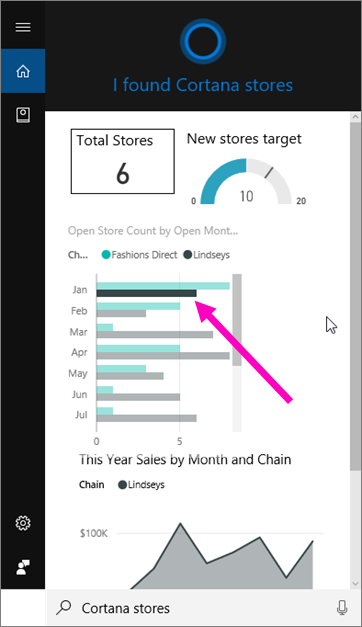 I found Cortana stores
Total Stores
6
New stores target
10
0
20
Open Store Count by Open Mont...
Ch... Fashions Direct Lindseys
Jan
Feb
Mar
Apr
May
Jun
Jul
0 5
This Year Sales by Month and Chain
Chain Lindseys
$100K
Cortana stores